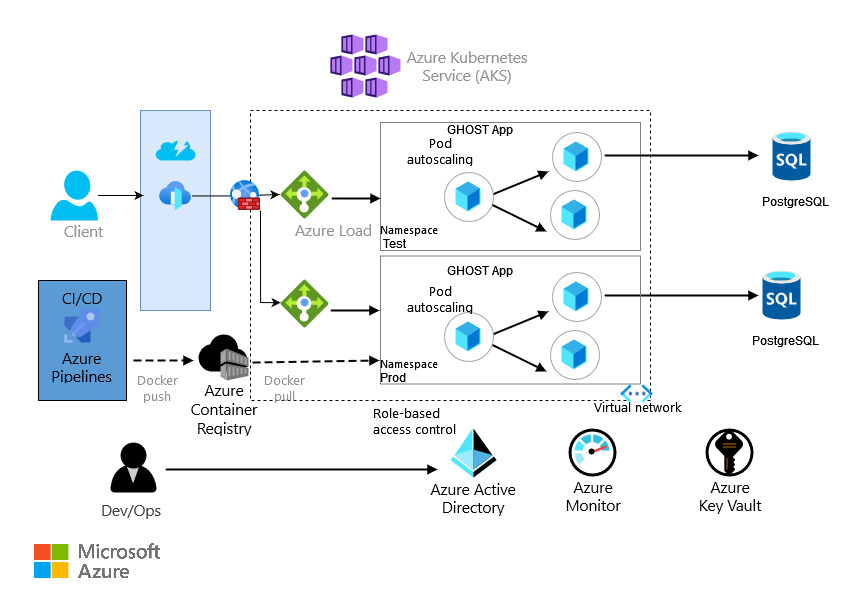 Azure Kubernetes
Service (AKS)
GHOST App
Pod
autoscaling
SQL
PostgreSQL
Client
Azure Load
Namespace
Test
GHOST App
Pod
autoscaling
SQL
PostgreSQL
CI/CD
Azure
Pipelines
Docker
push
Azure
Container
Registry
Docker
pull
Namespace
Prod
Virtual network
Role-based
access control
Dev/Ops
Azure Active
Directory
Azure
Monitor
Azure
Key Vault
Microsoft
Azure